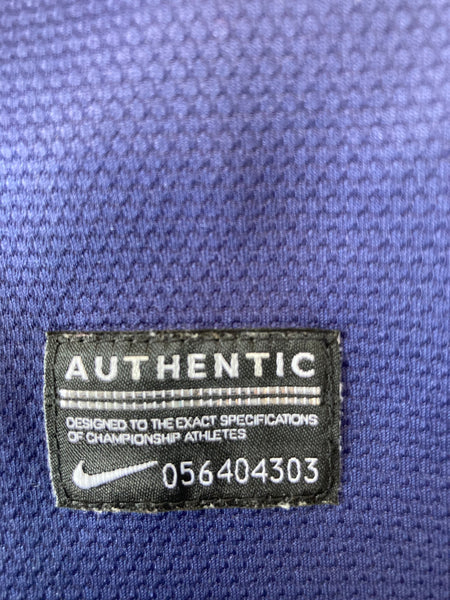 AUTHENTIC
DESIGNED TO THE EXACT SPECIFICATIONS
OF CHAMPIONSHIP ATHLETES
056404303